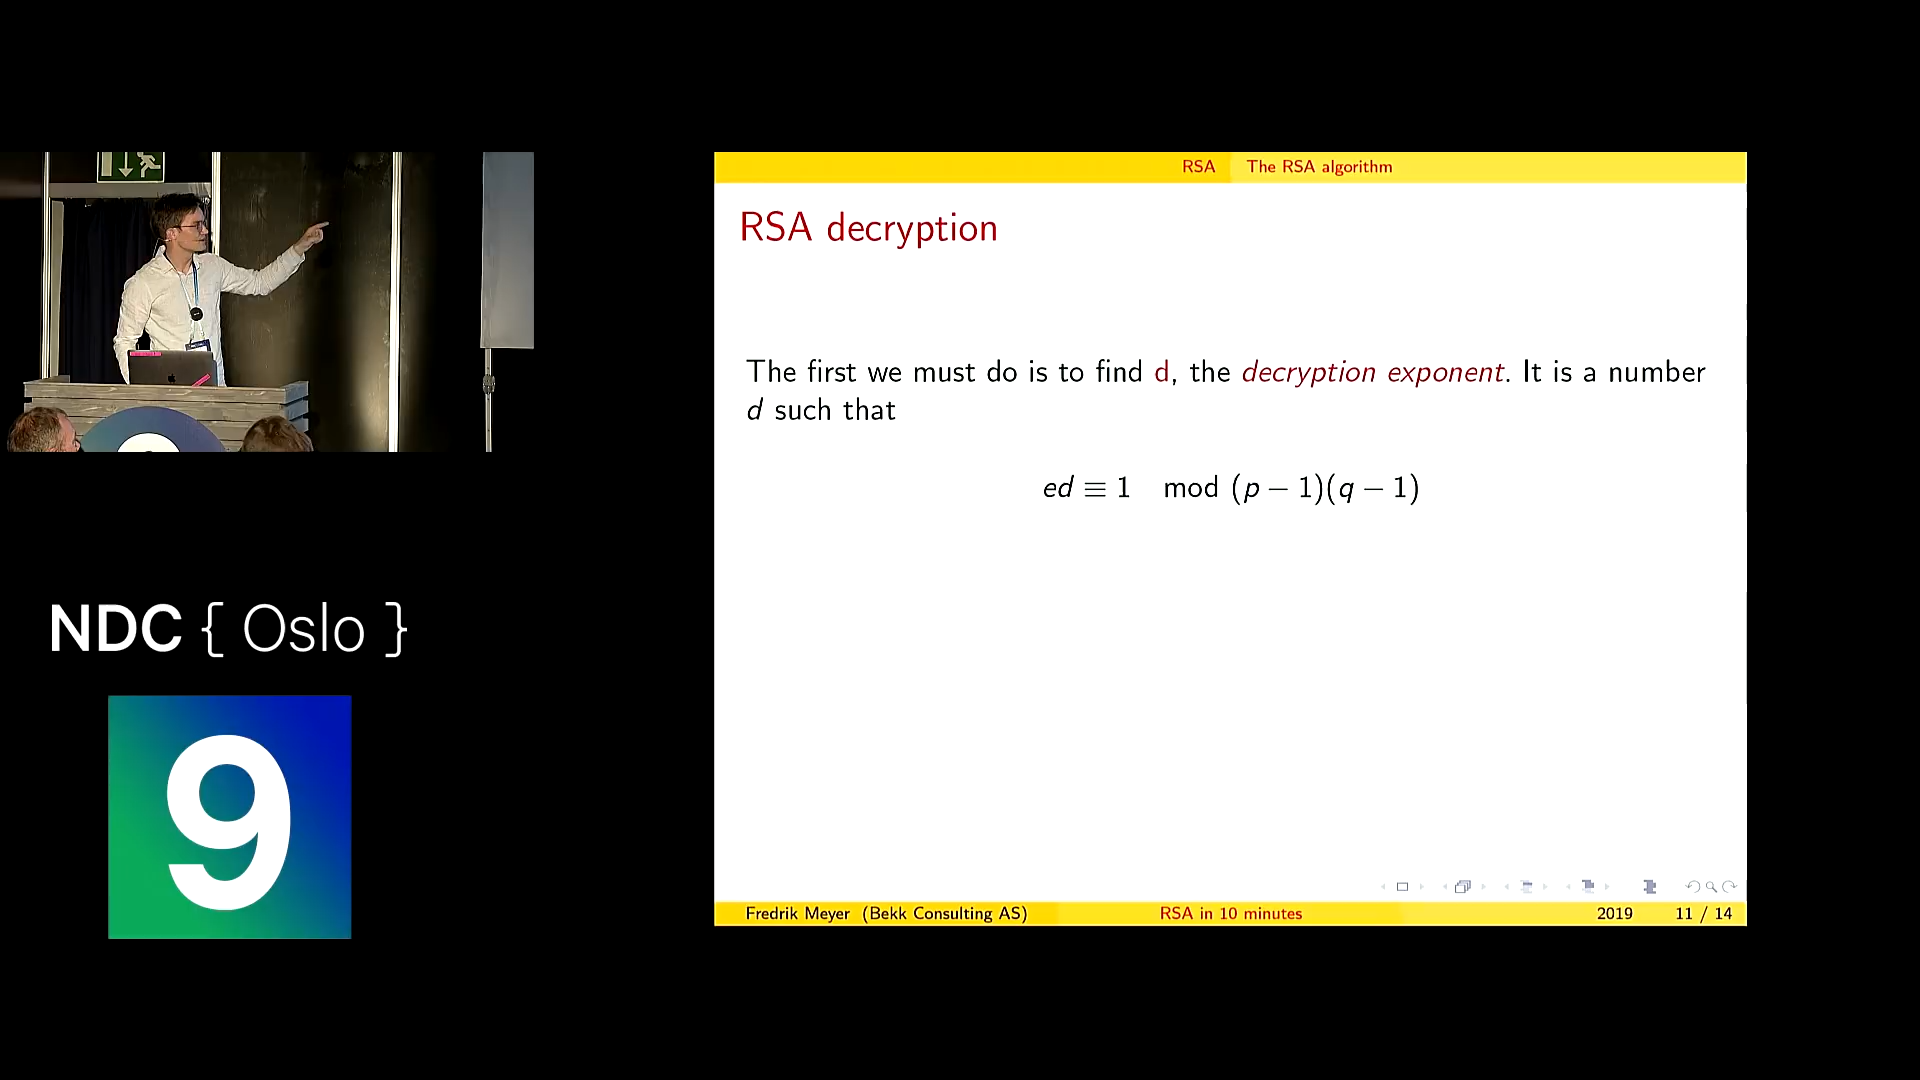 RSA The RSA algorithm
RSA decryption
The first we must do is to find d, the decryption exponent. It is a number
d such that
ed ≡ 1 mod (p − 1)(q − 1)
NDC { Oslo }
9
Fredrik Meyer (Bekk Consulting AS) RSA in 10 minutes 2019 11 / 14